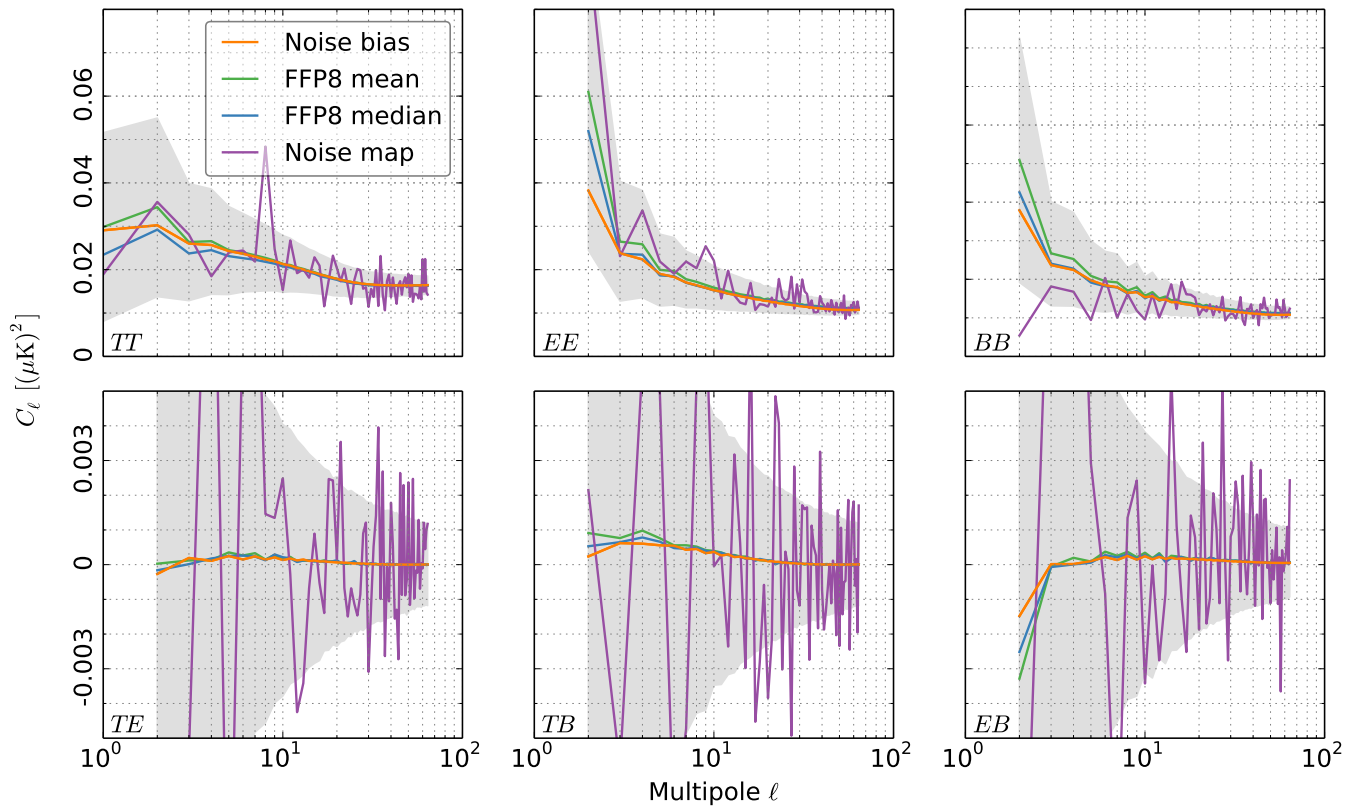 Noise bias
FFP8 mean
FFP8 median
Noise map
0.06
0.04
0.02
0
TT
EE
BB
Cℓ [(μK)²]
0.003
0
-0.003
TE
TB
EB
10⁰ 10¹ 10² 10⁰ 10¹ 10² 10⁰ 10¹ 10²
Multipole ℓ